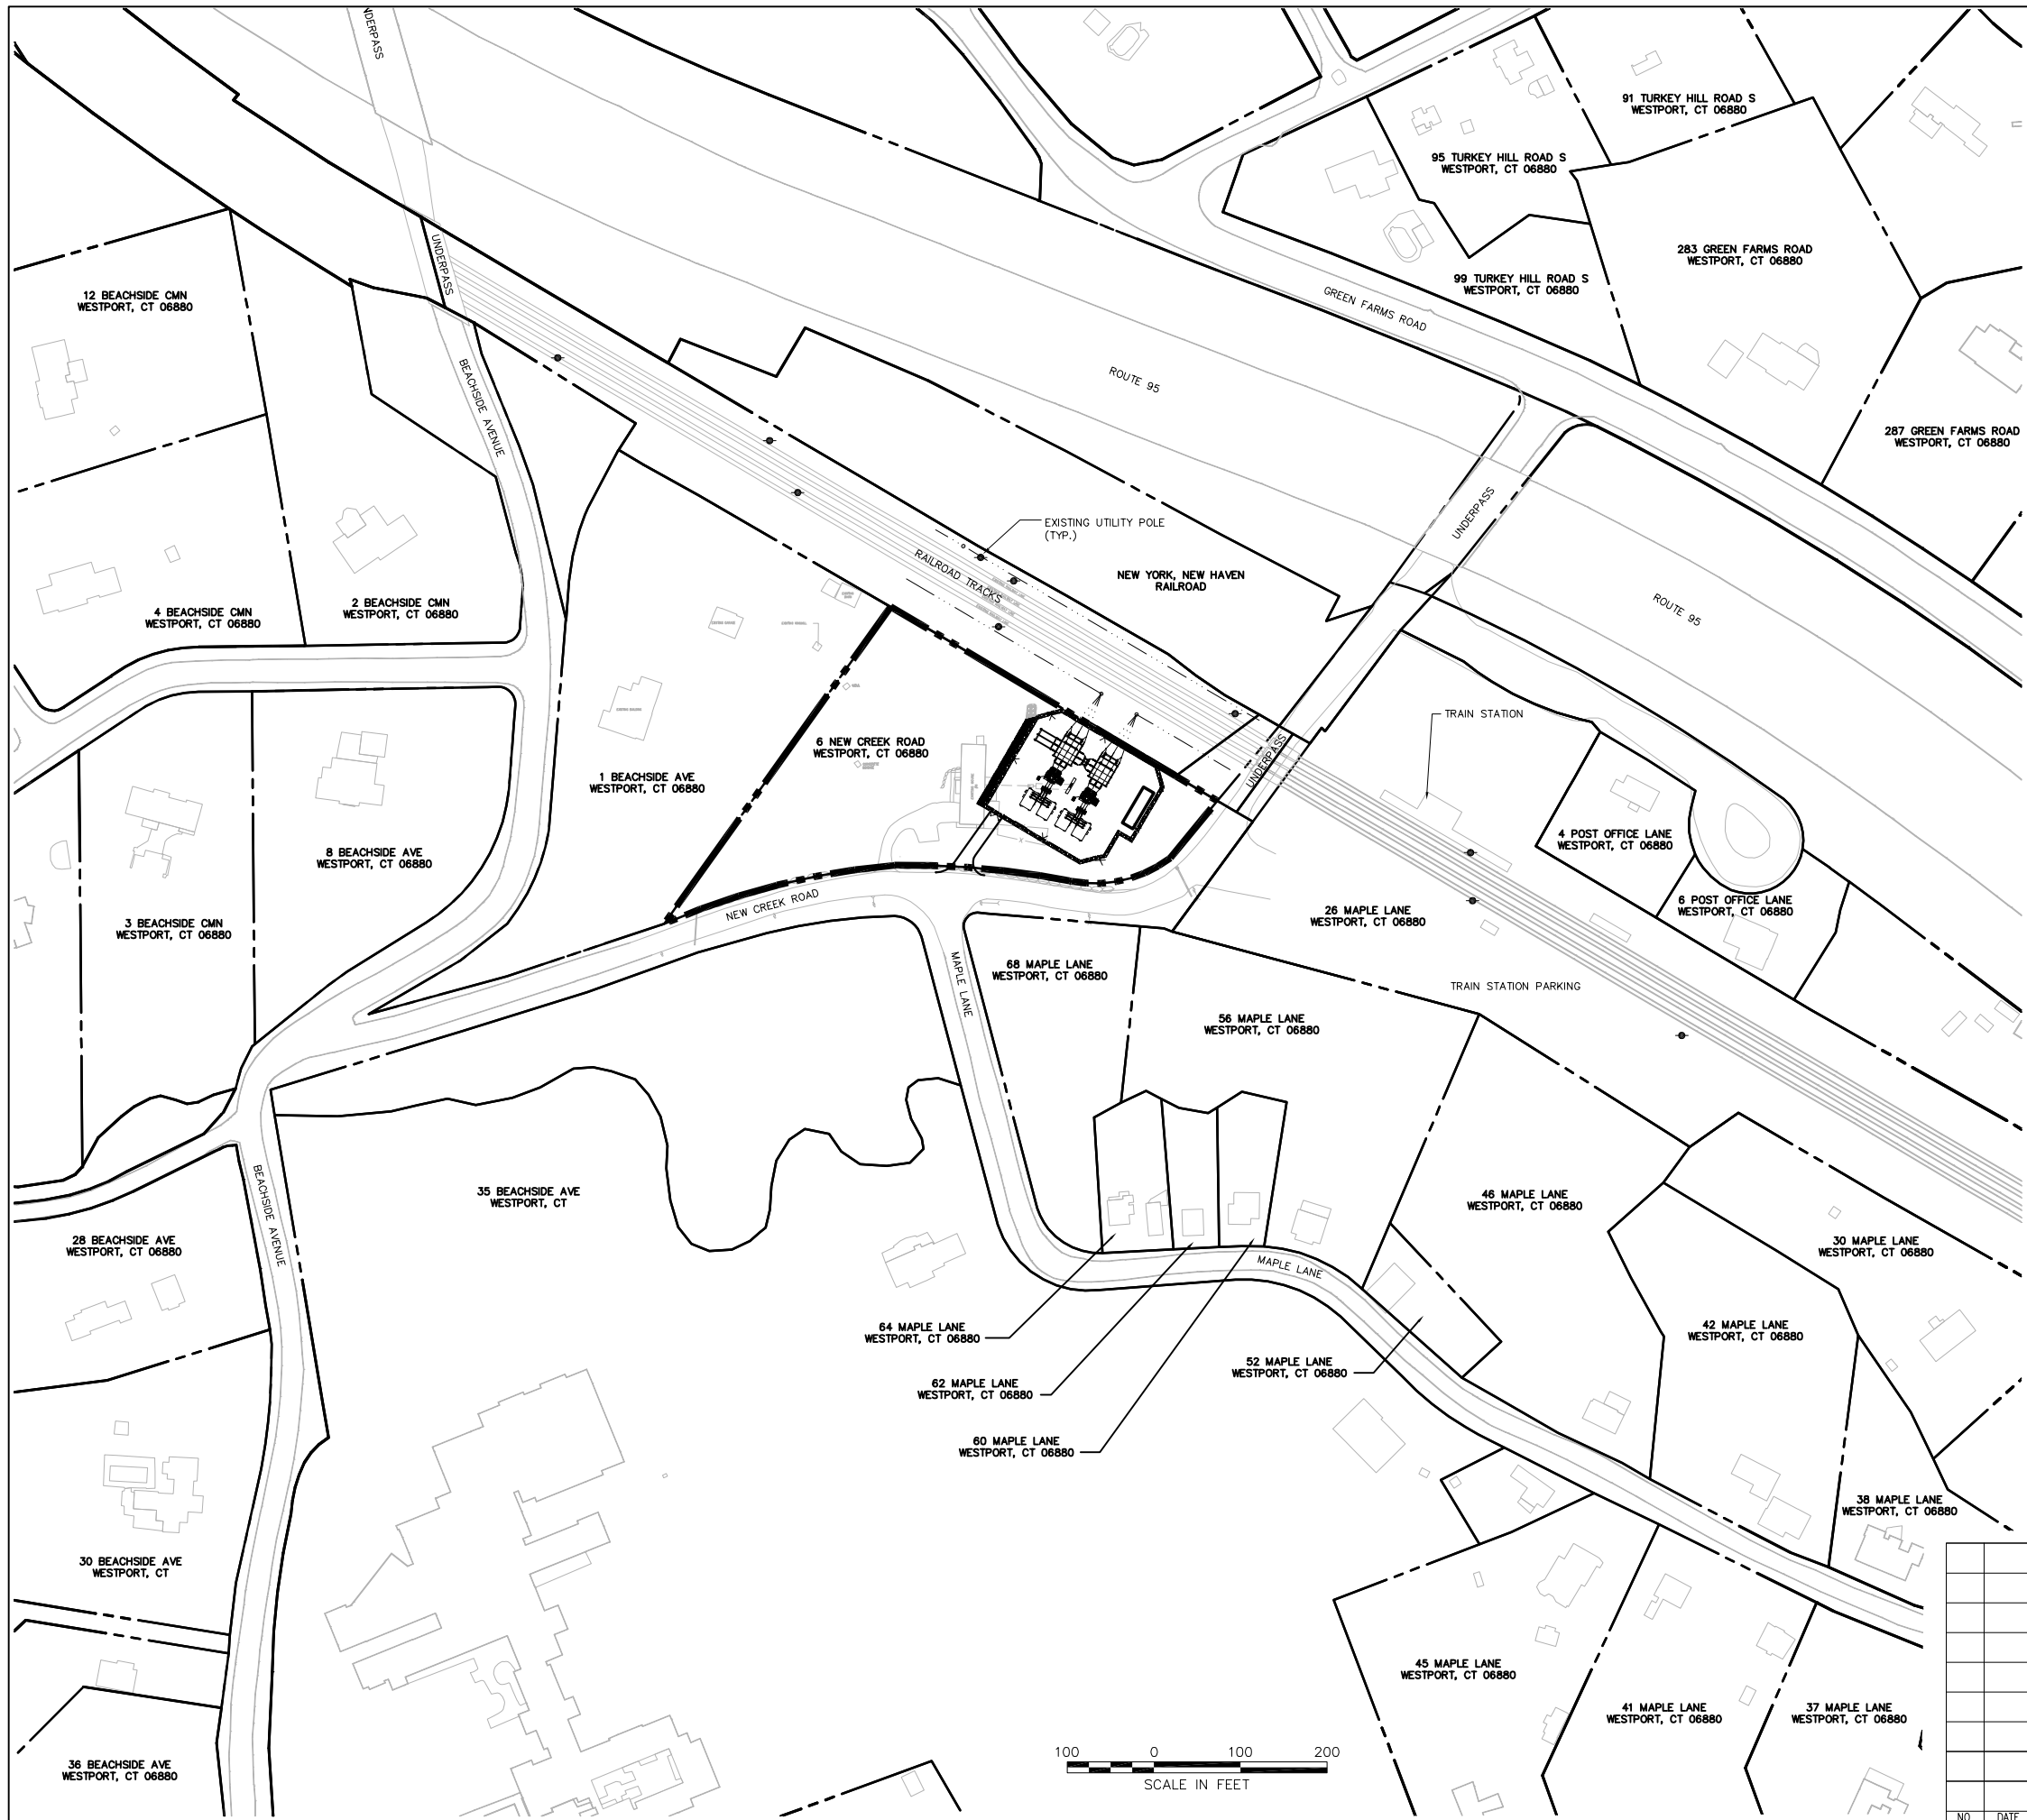 UNDERPASS
91 TURKEY HILL ROAD S
WESTPORT, CT 06880
95 TURKEY HILL ROAD S
WESTPORT, CT 06880
283 GREEN FARMS ROAD
WESTPORT, CT 06880
99 TURKEY HILL ROAD S
WESTPORT, CT 06880
UNDERPASS
12 BEACHSIDE CMN
WESTPORT, CT 06880
GREEN FARMS ROAD
ROUTE 95
BEACHSIDE AVENUE
287 GREEN FARMS ROAD
WESTPORT, CT 06880
UNDERPASS
EXISTING UTILITY POLE
(TYP.)
RAILROAD TRACKS
NEW YORK, NEW HAVEN
RAILROAD
ROUTE 95
4 BEACHSIDE CMN
WESTPORT, CT 06880
2 BEACHSIDE CMN
WESTPORT, CT 06880
TRAIN STATION
6 NEW CREEK ROAD
WESTPORT, CT 06880
UNDERPASS
1 BEACHSIDE AVE
WESTPORT, CT 06880
4 POST OFFICE LANE
WESTPORT, CT 06880
8 BEACHSIDE AVE
WESTPORT, CT 06880
NEW CREEK ROAD
6 POST OFFICE LANE
WESTPORT, CT 06880
26 MAPLE LANE
WESTPORT, CT 06880
3 BEACHSIDE CMN
WESTPORT, CT 06880
68 MAPLE LANE
WESTPORT, CT 06880
MAPLE LANE
TRAIN STATION PARKING
56 MAPLE LANE
WESTPORT, CT 06880
35 BEACHSIDE AVE
WESTPORT, CT
46 MAPLE LANE
WESTPORT, CT 06880
BEACHSIDE AVENUE
28 BEACHSIDE AVE
WESTPORT, CT 06880
30 MAPLE LANE
WESTPORT, CT 06880
MAPLE LANE
64 MAPLE LANE
WESTPORT, CT 06880
42 MAPLE LANE
WESTPORT, CT 06880
52 MAPLE LANE
WESTPORT, CT 06880
62 MAPLE LANE
WESTPORT, CT 06880
60 MAPLE LANE
WESTPORT, CT 06880
38 MAPLE LANE
WESTPORT, CT 06880
30 BEACHSIDE AVE
WESTPORT, CT
45 MAPLE LANE
WESTPORT, CT 06880
41 MAPLE LANE
WESTPORT, CT 06880
37 MAPLE LANE
WESTPORT, CT 06880
36 BEACHSIDE AVE
WESTPORT, CT 06880
100 0 100 200
SCALE IN FEET
NO DATE